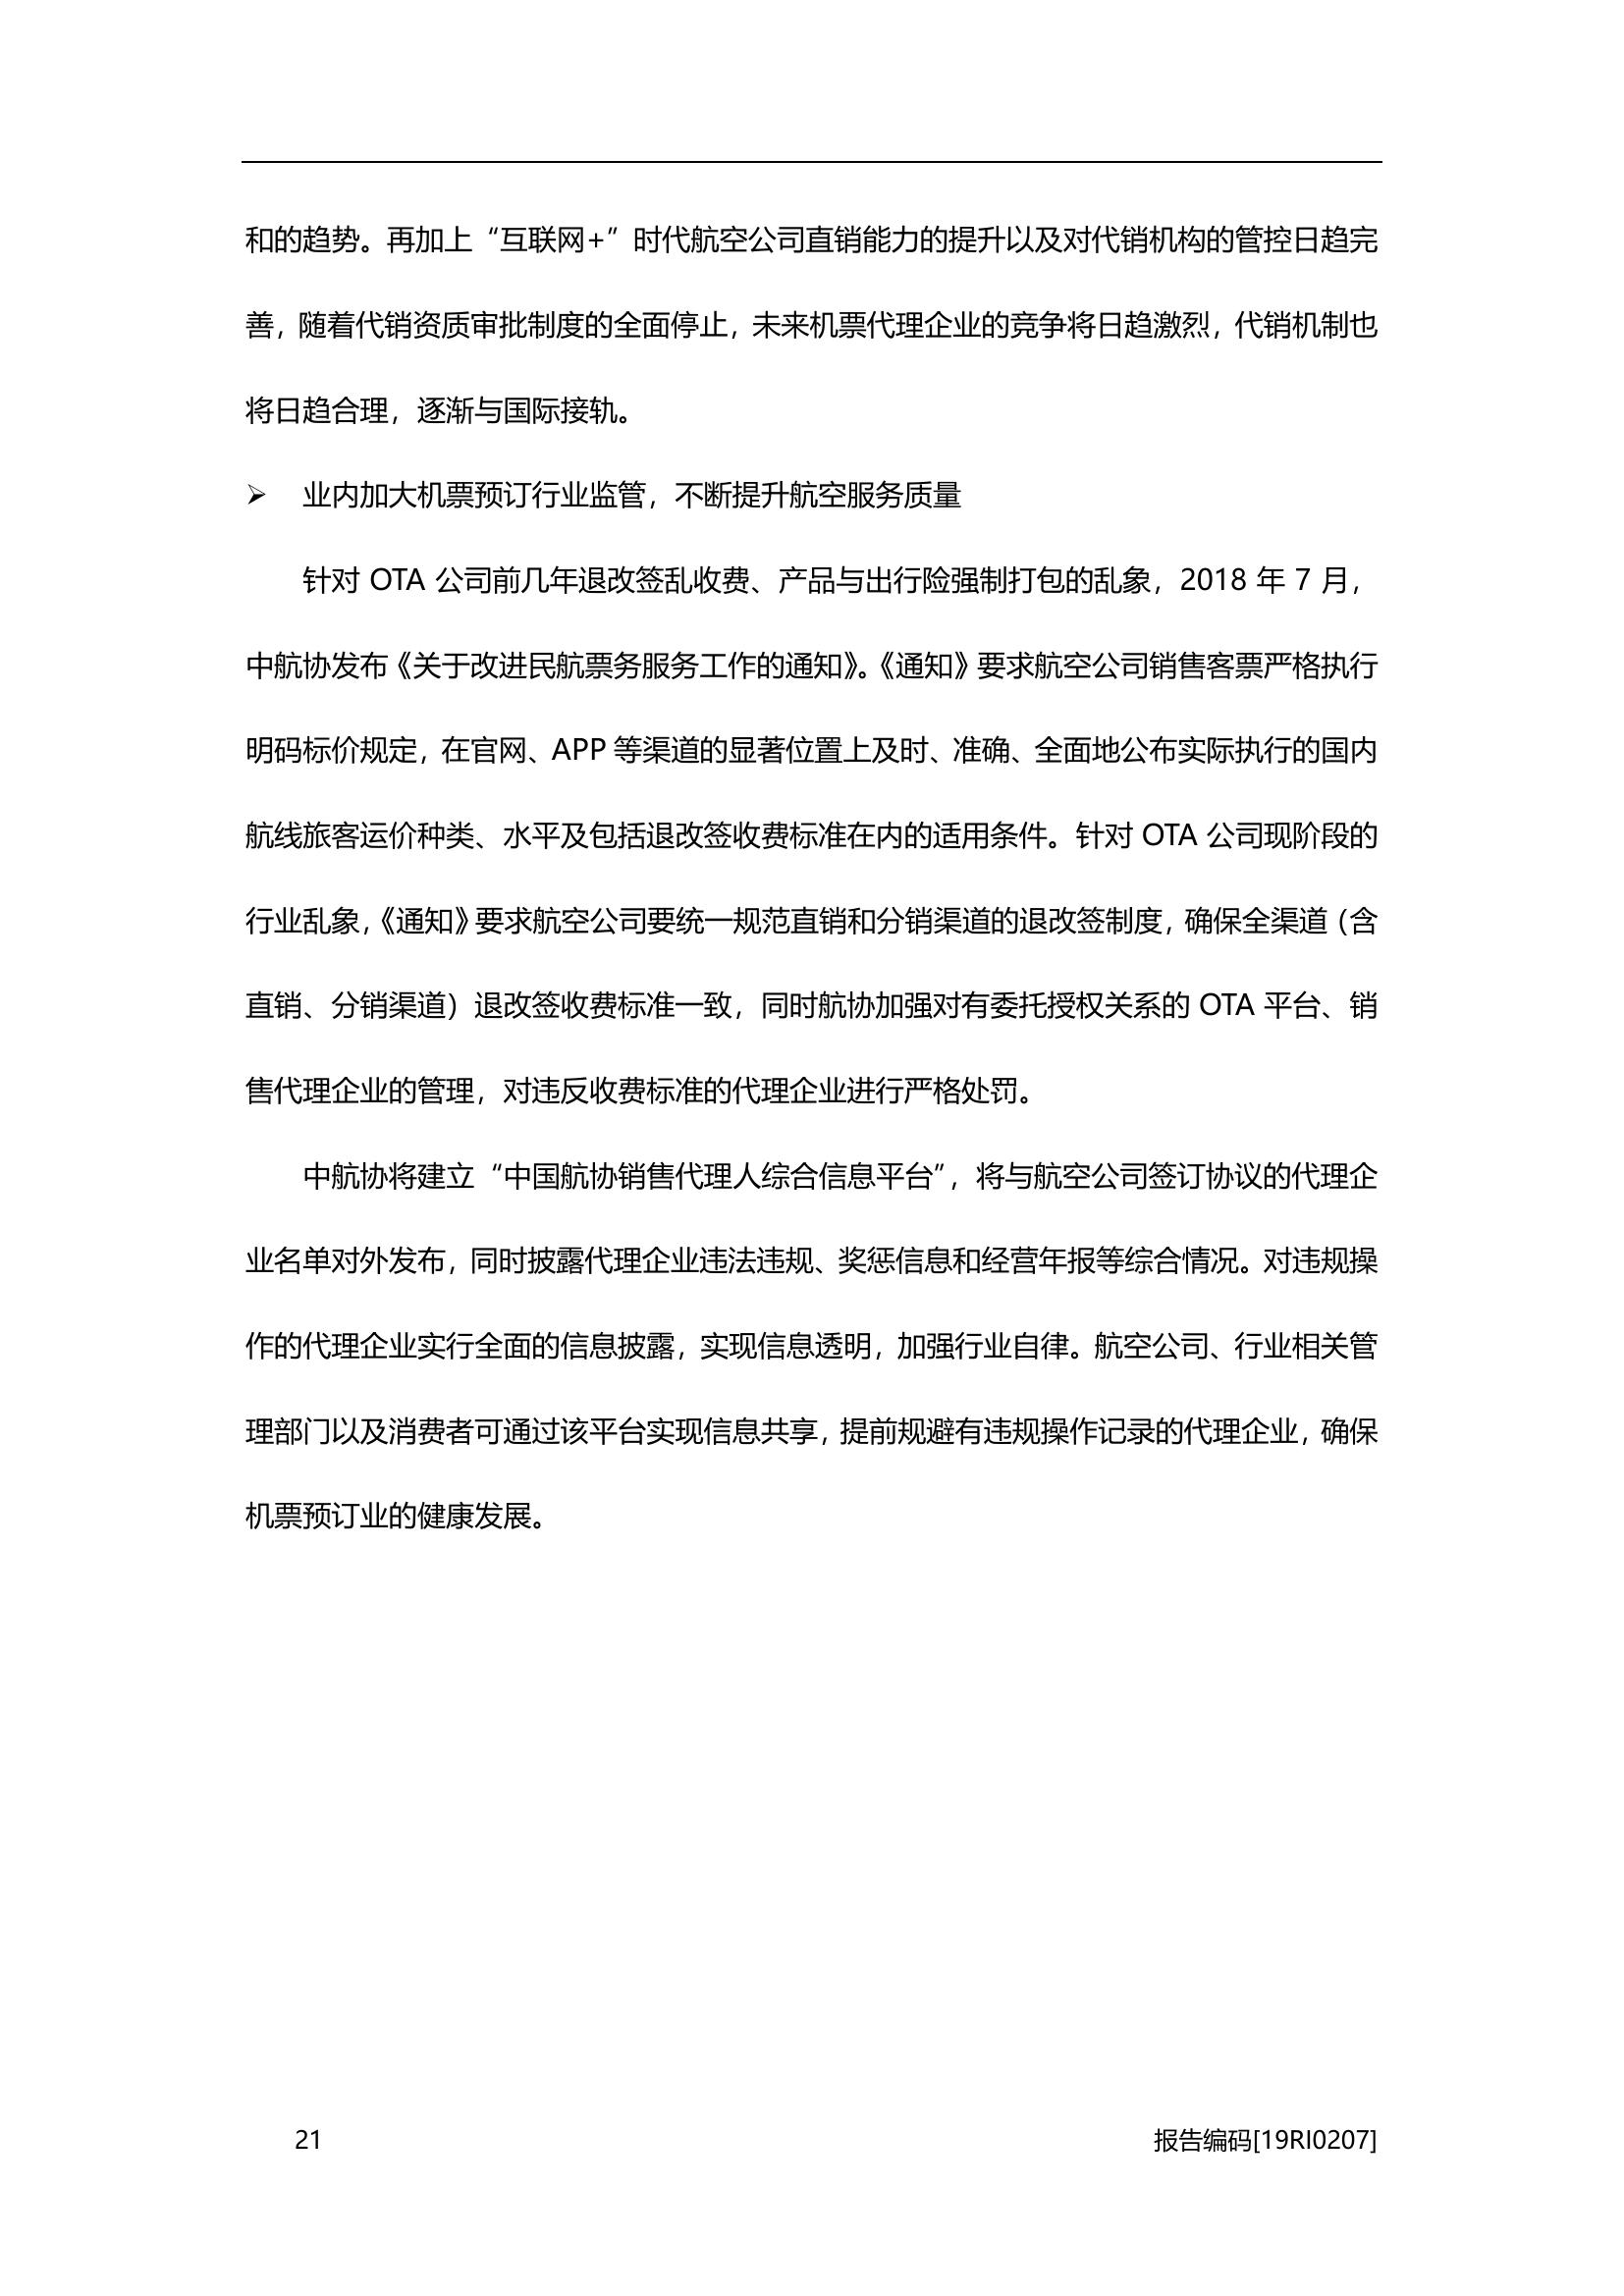 和的趋势。再加上“互联网+”时代航空公司直销能力的提升以及对代销机构的管控日趋完
善，随着代销资质审批制度的全面停止，未来机票代理企业的竞争将日趋激烈，代销机制也
将日趋合理，逐渐与国际接轨。
➢ 业内加大机票预订行业监管，不断提升航空服务质量
针对 OTA 公司前几年退改签乱收费、产品与出行险强制打包的乱象，2018 年 7 月，
中航协发布《关于改进民航票务服务工作的通知》。《通知》要求航空公司销售客票严格执行
明码标价规定，在官网、APP 等渠道的显著位置上及时、准确、全面地公布实际执行的国内
航线旅客运价种类、水平及包括退改签收费标准在内的适用条件。针对 OTA 公司现阶段的
行业乱象，《通知》要求航空公司要统一规范直销和分销渠道的退改签制度，确保全渠道（含
直销、分销渠道）退改签收费标准一致，同时航协加强对有委托授权关系的 OTA 平台、销
售代理企业的管理，对违反收费标准的代理企业进行严格处罚。
中航协将建立“中国航协销售代理人综合信息平台”，将与航空公司签订协议的代理企
业名单对外发布，同时披露代理企业违法违规、奖惩信息和经营年报等综合情况。对违规操
作的代理企业实行全面的信息披露，实现信息透明，加强行业自律。航空公司、行业相关管
理部门以及消费者可通过该平台实现信息共享，提前规避有违规操作记录的代理企业，确保
机票预订业的健康发展。
21
报告编码[19RI0207]